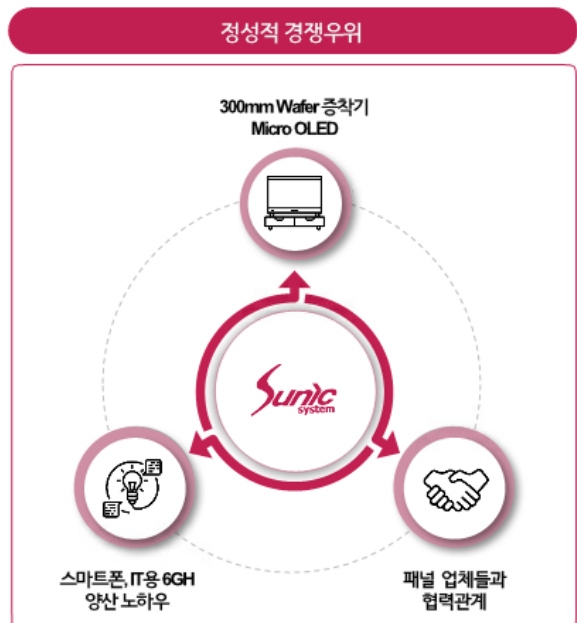 정성적 경쟁우위
300mm Wafer 증착기
Micro OLED
Sunic
system
스마트폰, IT용 6GH
양산 노하우
패널 업체들과
협력관계